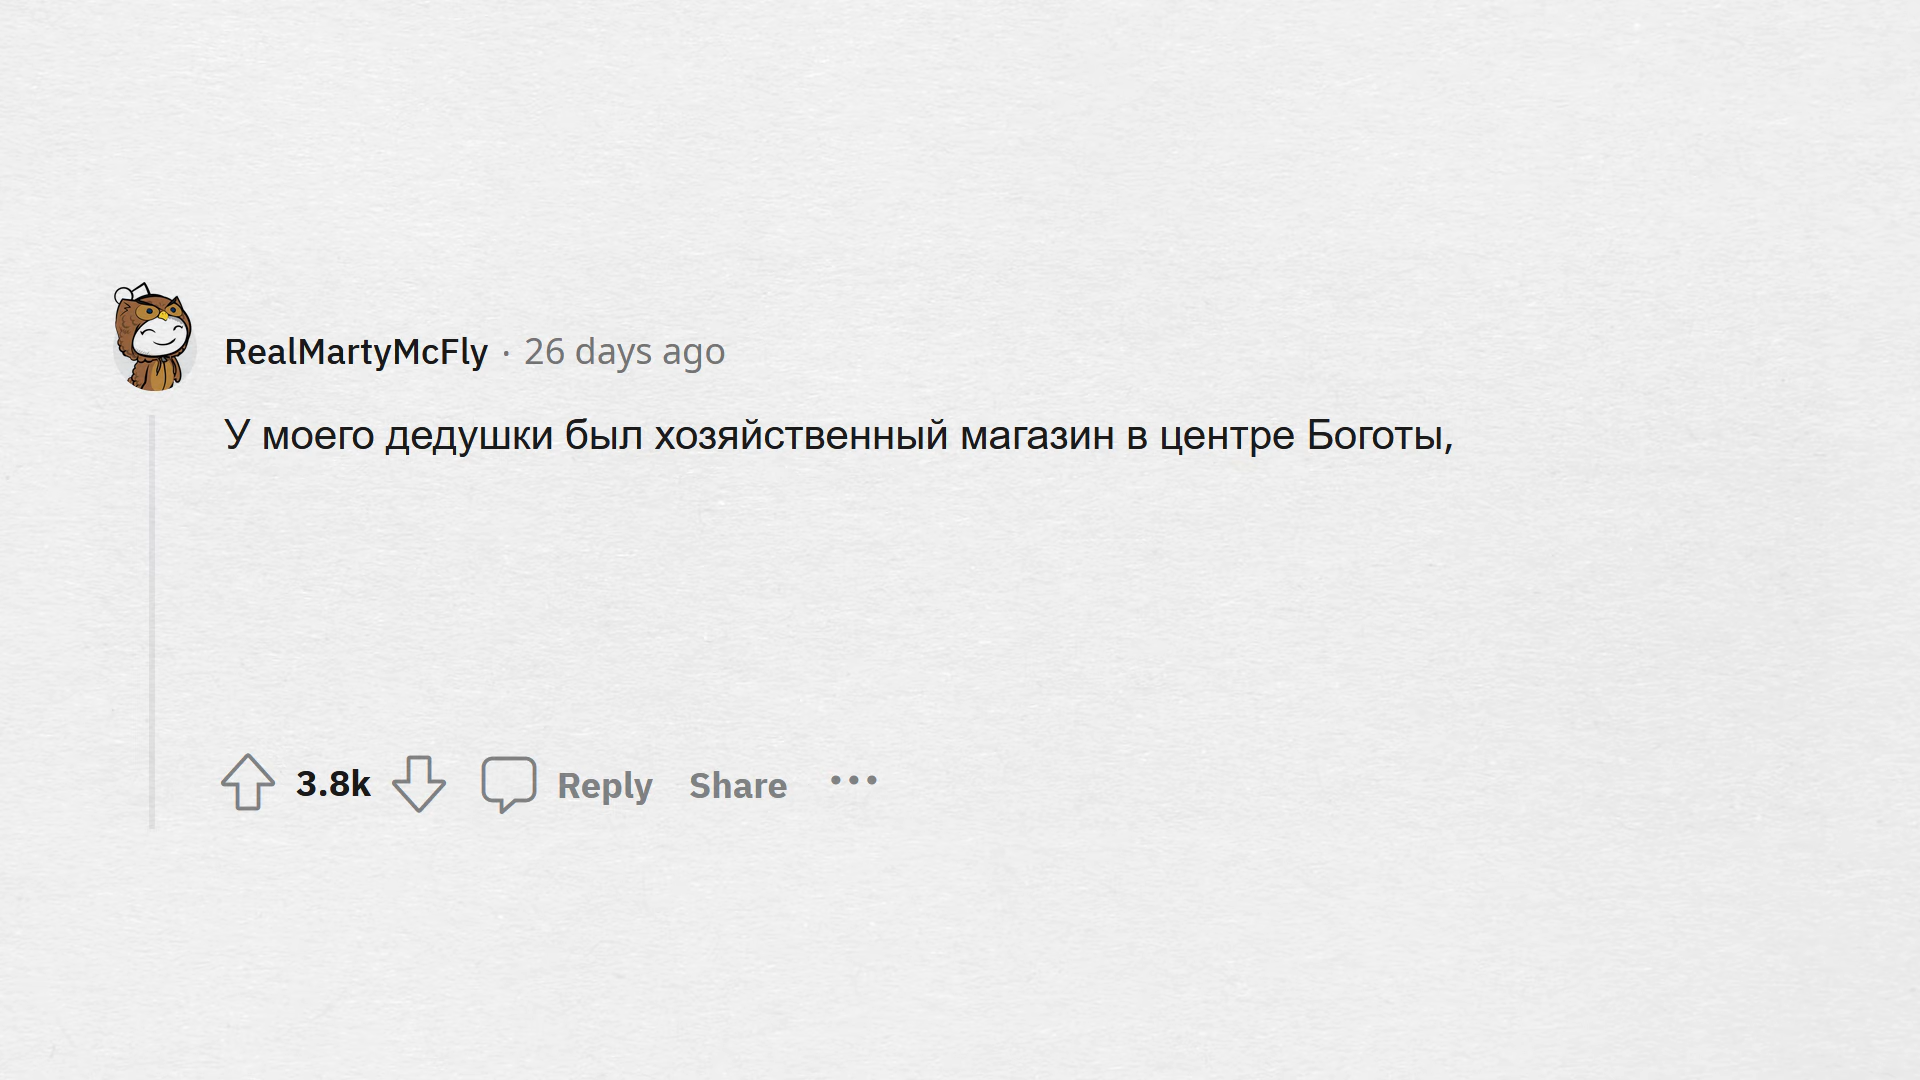 RealMartyMcFly · 26 days ago
У моего дедушки был хозяйственный магазин в центре Боготы,
3.8k Reply Share